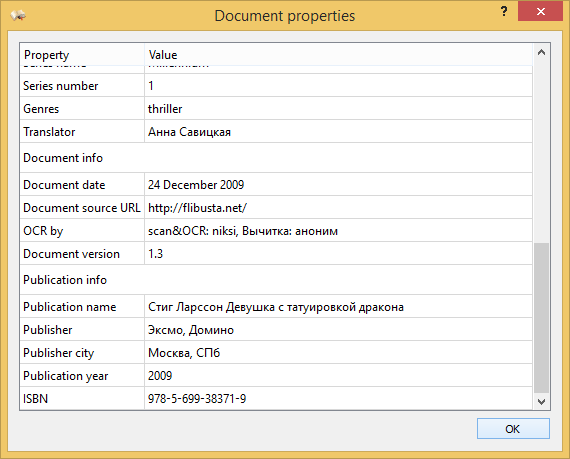 Document properties
?
Property Value
Series number 1
Genres thriller
Translator Анна Савицкая
Document info
Document date 24 December 2009
Document source URL http://flibusta.net/
OCR by scan&OCR: niksi, Вычитка: аноним
Document version 1.3
Publication info
Publication name Стиг Ларссон Девушка с татуировкой дракона
Publisher Эксмо, Домино
Publisher city Москва, СПб
Publication year 2009
ISBN 978-5-699-38371-9
OK